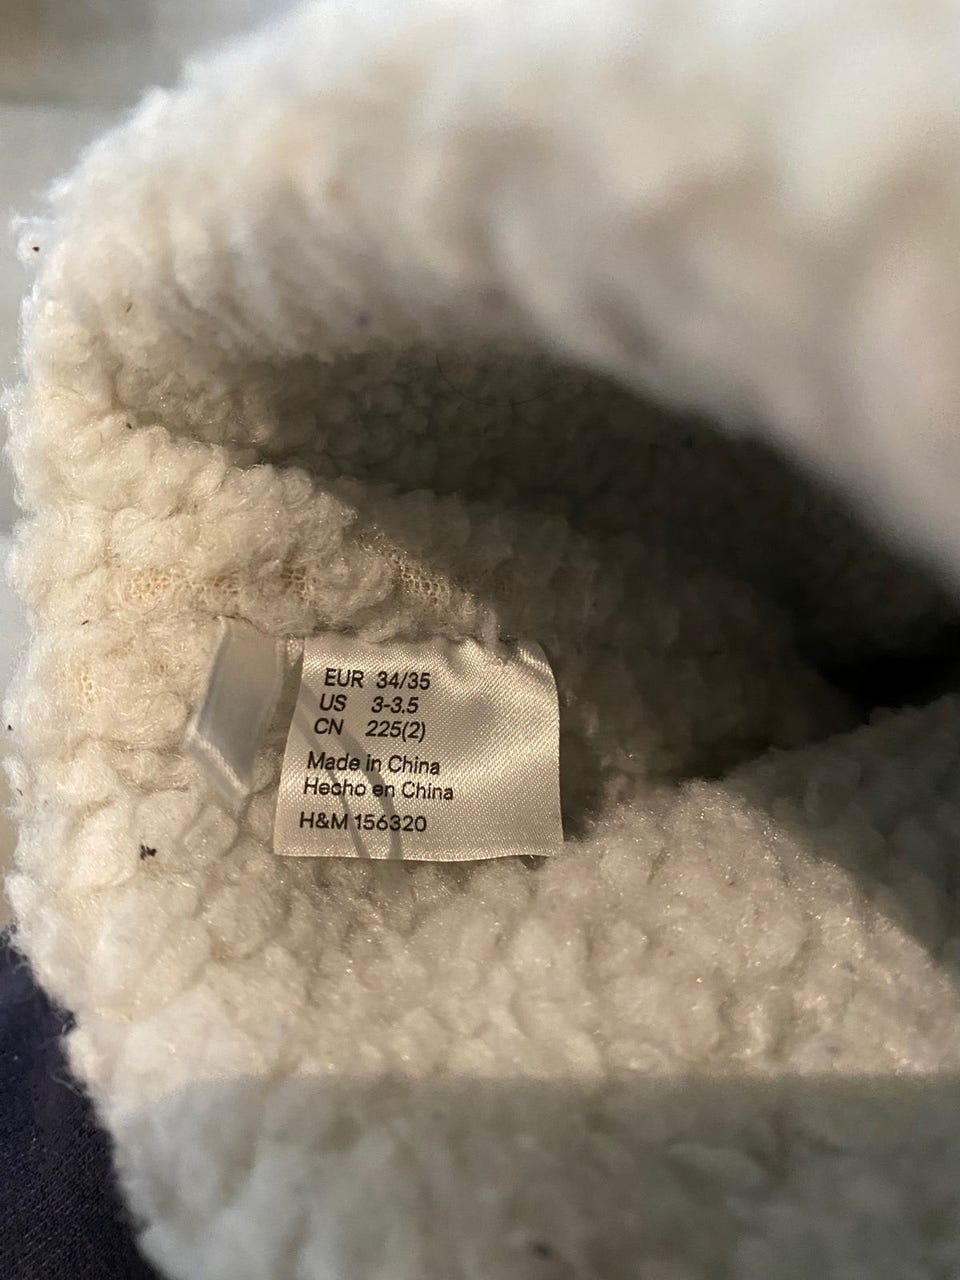 EUR 34/35
US 3-3.5
CN 225(2)
Made in China
Hecho en China
H&M 156320